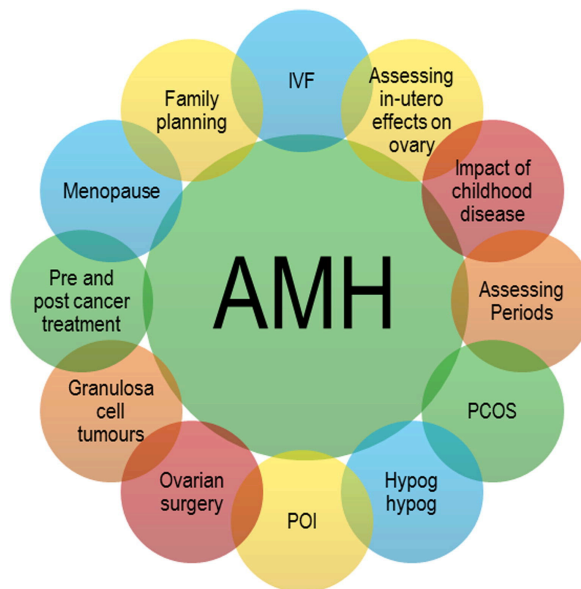 IVF
Assessing
in-utero
effects on
ovary
Impact of
childhood
disease
Assessing
Periods
PCOS
Hypog
hypog
POI
Ovarian
surgery
Granulosa
cell
tumours
Pre and
post cancer
treatment
Menopause
Family
planning
AMH